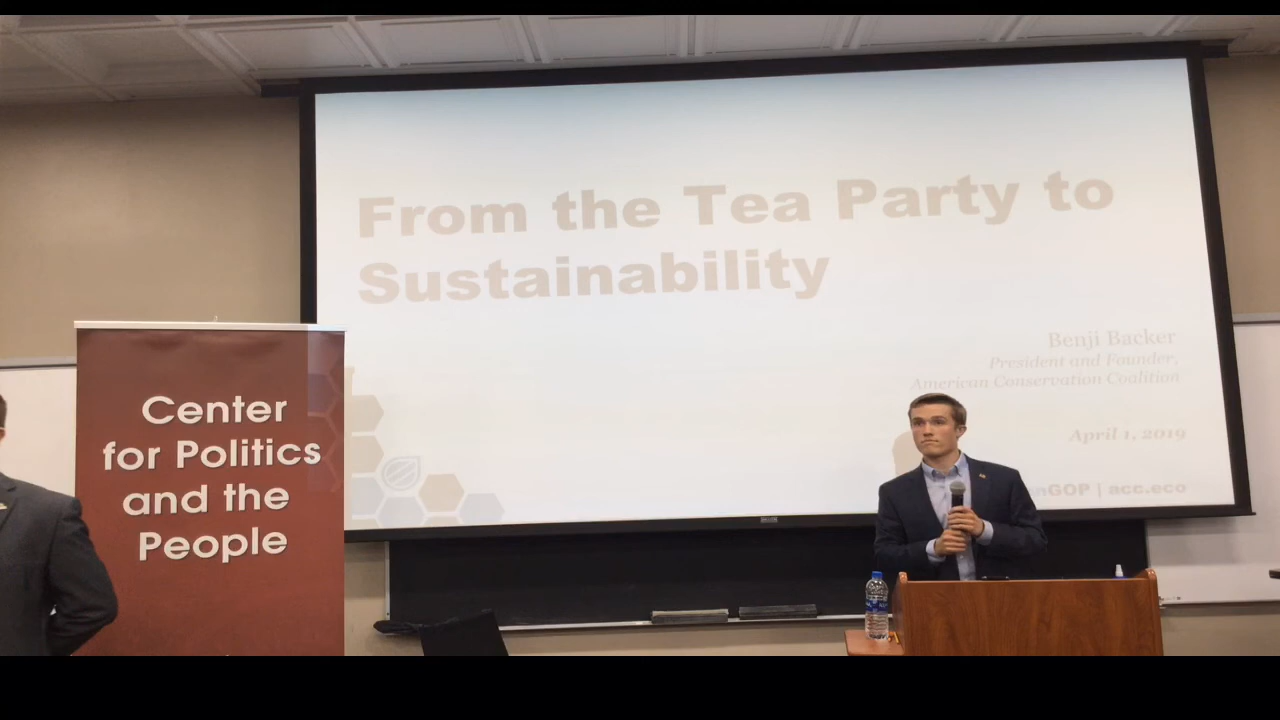 From the Tea Party to
Sustainability
Benji Backer
President and Founder,
American Conservation Coalition
April 1, 2019
GOP | acc.eco
Center
for Politics
and the
People